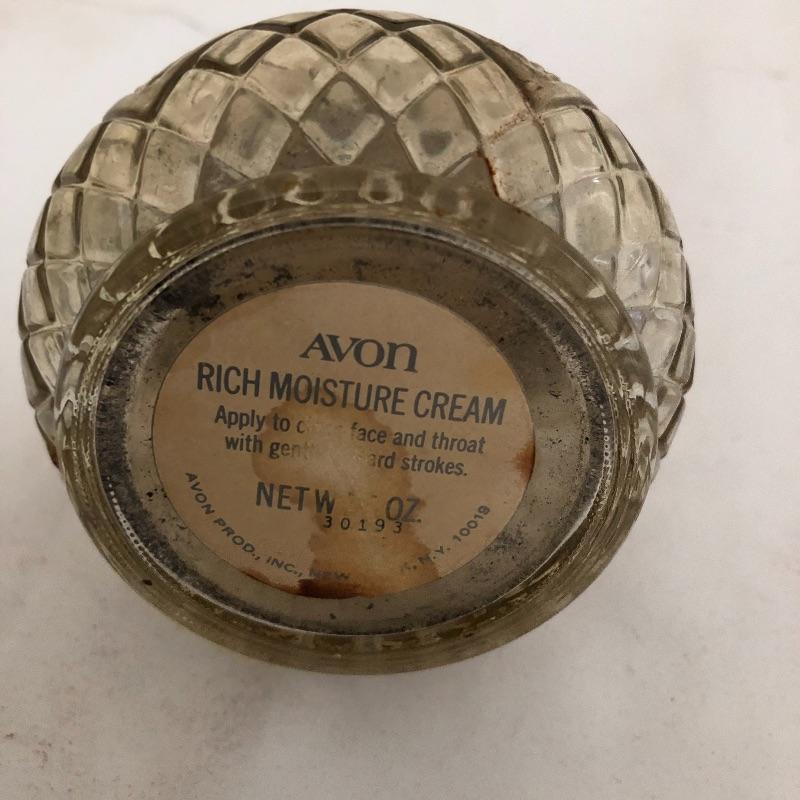 AVON
RICH MOISTURE CREAM
Apply to face and throat
with strokes.
NET OZ.
30193
AVON PROD., INC., NEW N.Y. 10019